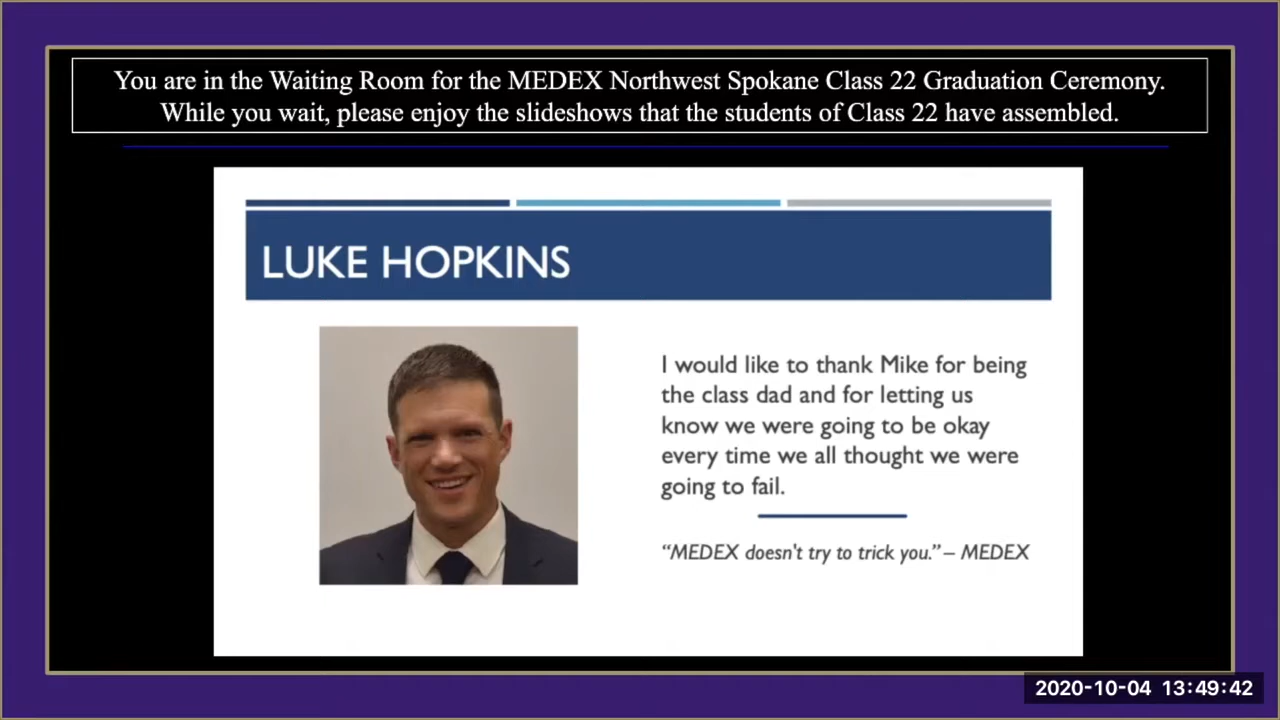 You are in the Waiting Room for the MEDEX Northwest Spokane Class 22 Graduation Ceremony.
While you wait, please enjoy the slideshows that the students of Class 22 have assembled.
LUKE HOPKINS
I would like to thank Mike for being
the class dad and for letting us
know we were going to be okay
every time we all thought we were
going to fail.
“MEDEX doesn't try to trick you.” – MEDEX
2020-10-04 13:49:42